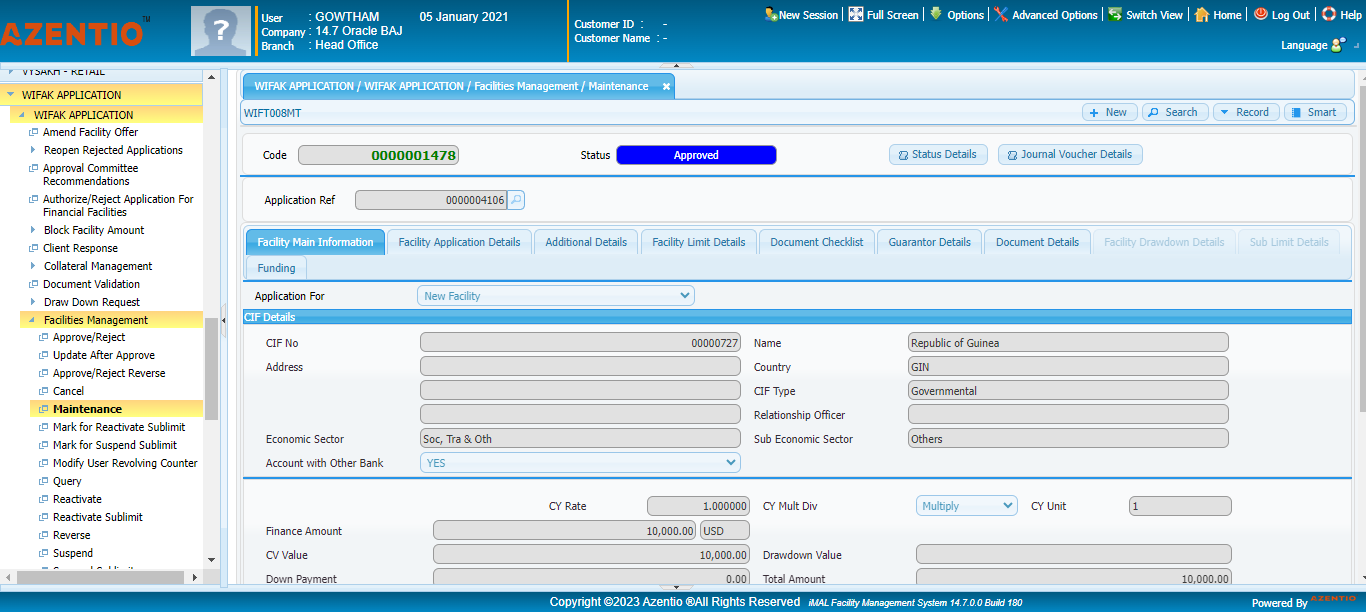 AZENTIO™
?
User : GOWTHAM 05 January 2021
Company : 14.7 Oracle BAJ
Branch : Head Office
Customer ID : -
Customer Name : -
New Session Full Screen Options Advanced Options Switch View Home Log Out Help
Language
VYSAKH - RETAIL
WIFAK APPLICATION
WIFAK APPLICATION
Amend Facility Offer
Reopen Rejected Applications
Approval Committee
Recommendations
Authorize/Reject Application For
Financial Facilities
Block Facility Amount
Client Response
Collateral Management
Document Validation
Draw Down Request
Facilities Management
Approve/Reject
Update After Approve
Approve/Reject Reverse
Cancel
Maintenance
Mark for Reactivate Sublimit
Mark for Suspend Sublimit
Modify User Revolving Counter
Query
Reactivate
Reactivate Sublimit
Reverse
Suspend
WIFAK APPLICATION / WIFAK APPLICATION / Facilities Management / Maintenance
WIFT008MT New Search Record Smart
Code 0000001478 Status Approved Status Details Journal Voucher Details
Application Ref 0000004106
Facility Main Information Facility Application Details Additional Details Facility Limit Details Document Checklist Guarantor Details Document Details Facility Drawdown Details Sub Limit Details
Funding
Application For New Facility
CIF Details
CIF No 00000727 Name Republic of Guinea
Address Country GIN
CIF Type Governmental
Relationship Officer
Economic Sector Soc, Tra & Oth Sub Economic Sector Others
Account with Other Bank YES
CY Rate 1.000000 CY Mult Div Multiply CY Unit 1
Finance Amount 10,000.00 USD
CV Value 10,000.00 Drawdown Value
Down Payment 0.00 Total Amount 10,000.00
Copyright ©2023 Azentio ®All Rights Reserved iMAL Facility Management System 14.7.0.0 Build 180
Powered By AZENTIO